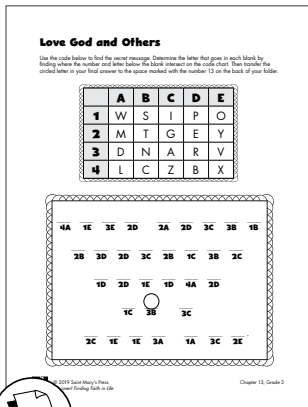 Love God and Others
Use the code below to find the secret message. Determine the letter that goes in each blank by
finding where the number and letter below the blank intersect on the code chart. Then transfer the
circled letter in your final answer to the space marked with the number 13 on the back of your folder.
A B C D E
1 W S I P O
2 M T G E Y
3 D N A R V
4 L C Z B X
4A 1E 3E 2D 2A 2D 3C 3B 1B
2B 3D 2D 3C 2B 1C 3B 2C
1D 2D 1E 1D 4A 2D
1C 3B 3C
2C 1E 1E 3A 1A 3C 2E
© 2019 Saint Mary's Press Chapter 13, Grade 3
Finding Faith in Life